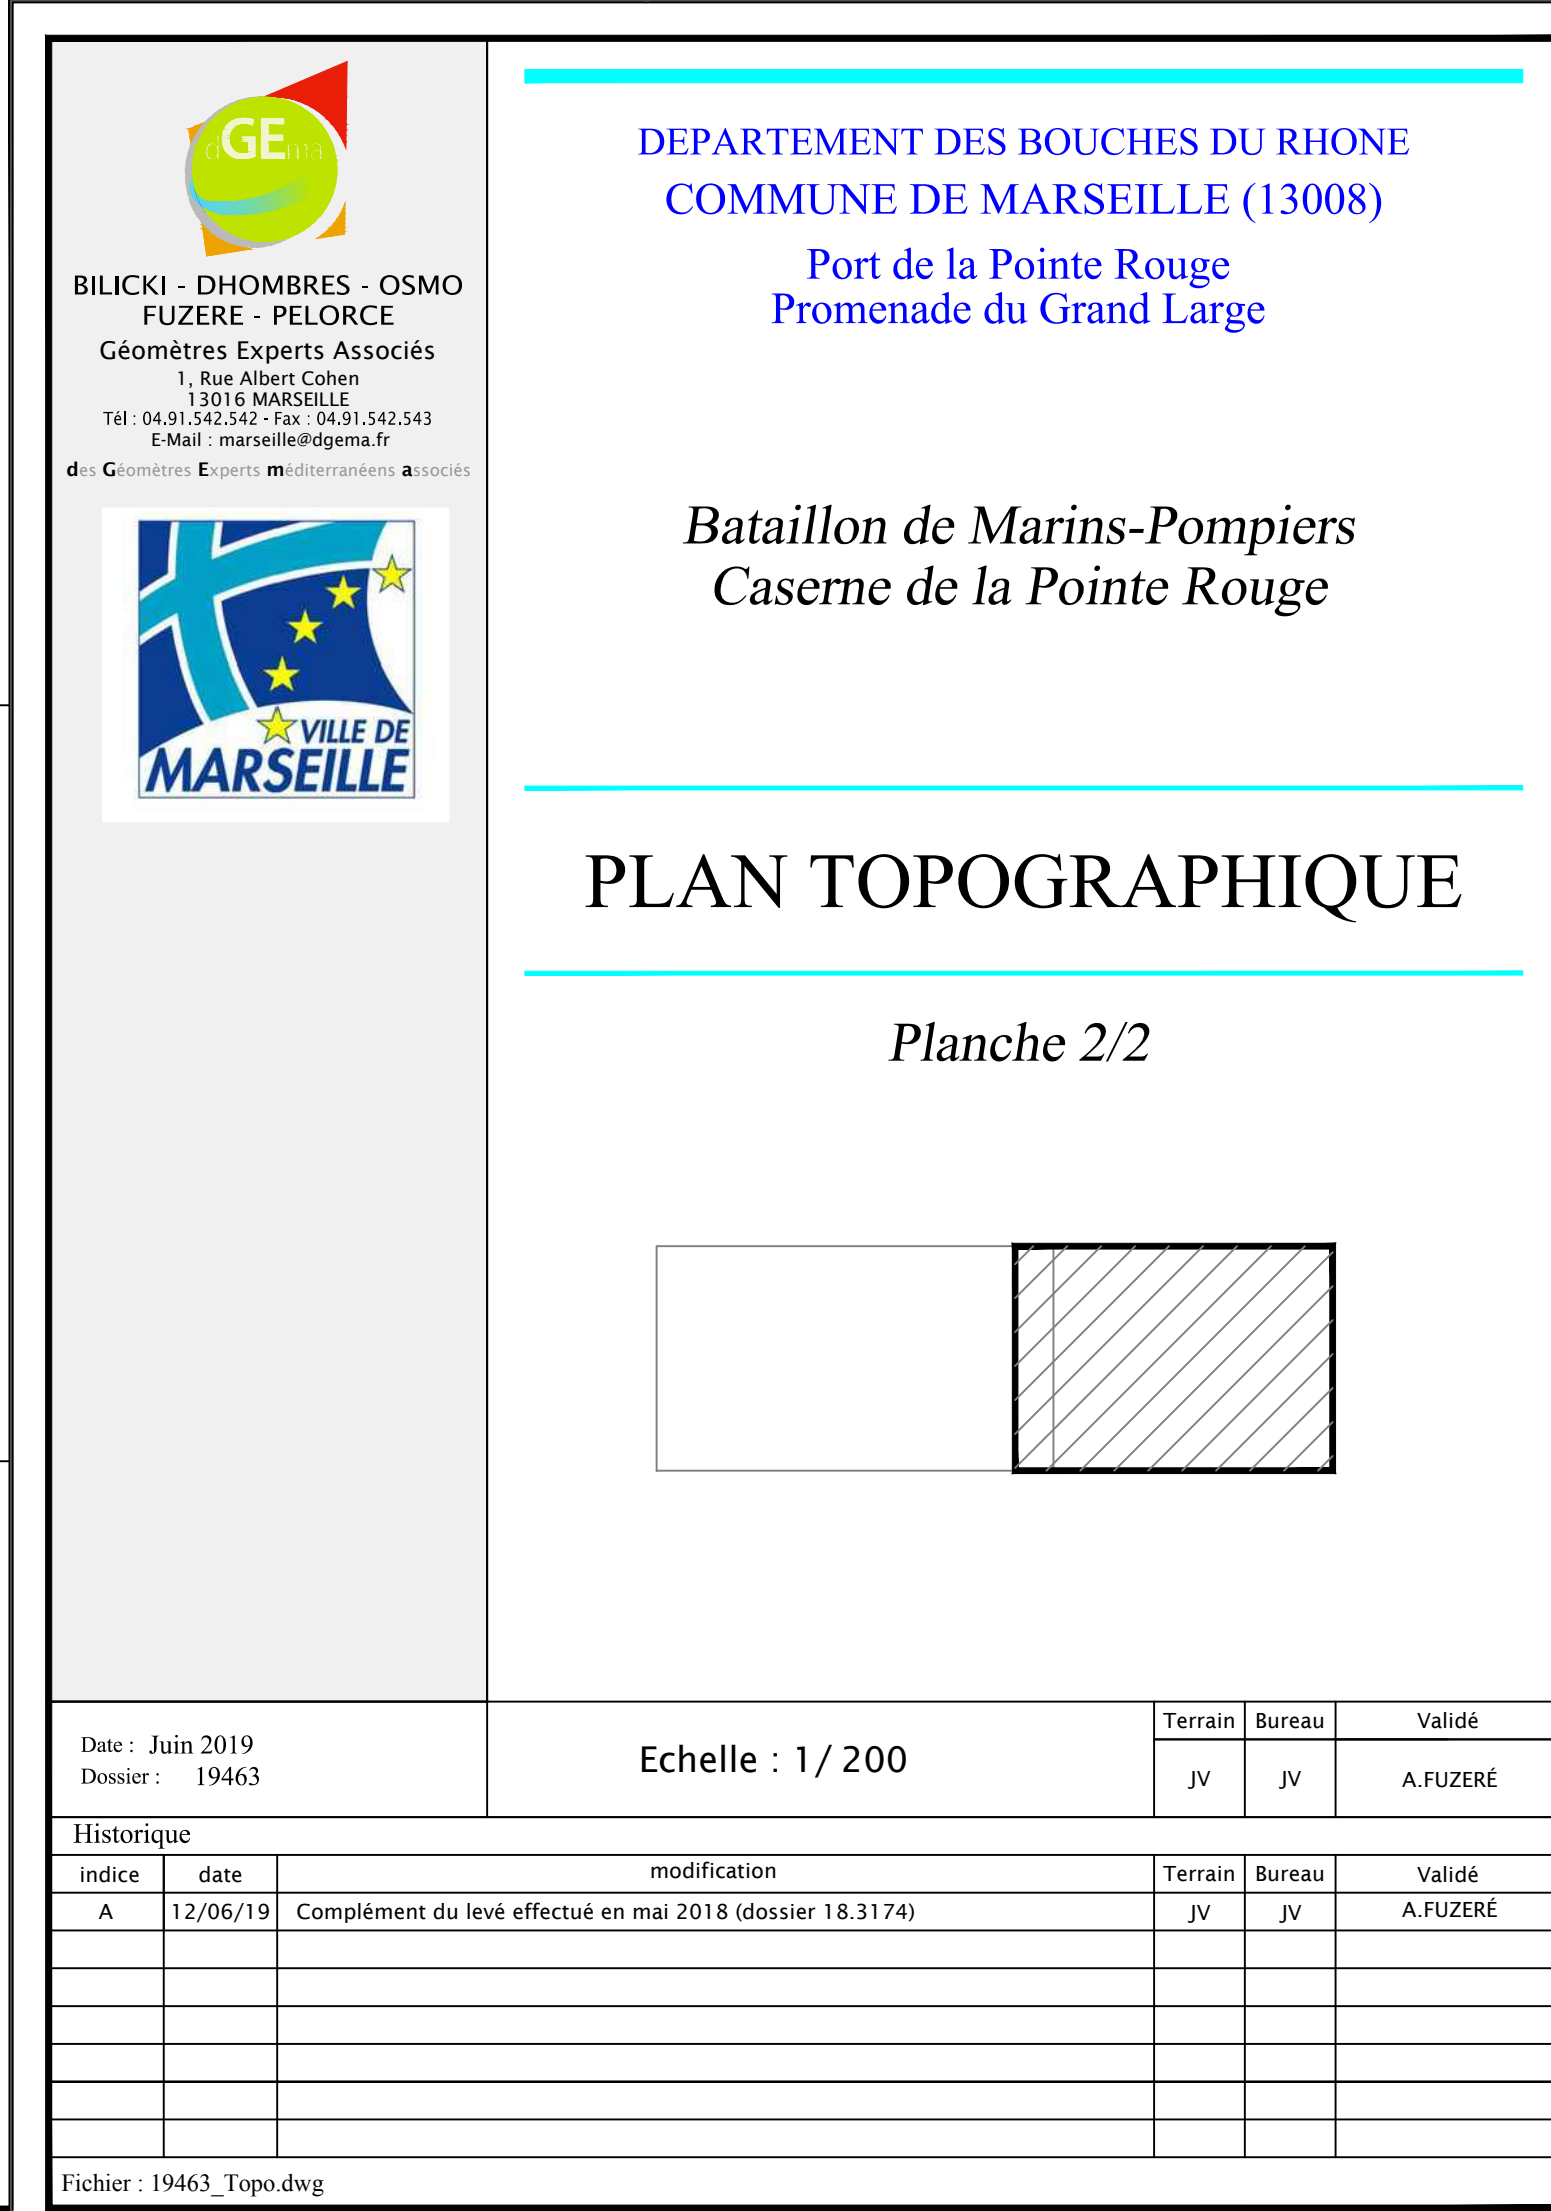 dGEma
BILICKI - DHOMBRES - OSMO
FUZERE - PELORCE
Géomètres Experts Associés
1, Rue Albert Cohen
13016 MARSEILLE
Tél : 04.91.542.542 - Fax : 04.91.542.543
E-Mail : marseille@dgema.fr
des Géomètres Experts méditerranéens associés
VILLE DE
MARSEILLE
DEPARTEMENT DES BOUCHES DU RHONE
COMMUNE DE MARSEILLE (13008)
Port de la Pointe Rouge
Promenade du Grand Large
Bataillon de Marins-Pompiers
Caserne de la Pointe Rouge
PLAN TOPOGRAPHIQUE
Planche 2/2
Date : Juin 2019
Dossier : 19463
Echelle : 1/ 200
Terrain Bureau Validé
JV JV A.FUZERÉ
Historique
indice date modification Terrain Bureau Validé
A 12/06/19 Complément du levé effectué en mai 2018 (dossier 18.3174) JV JV A.FUZERÉ
Fichier : 19463_Topo.dwg